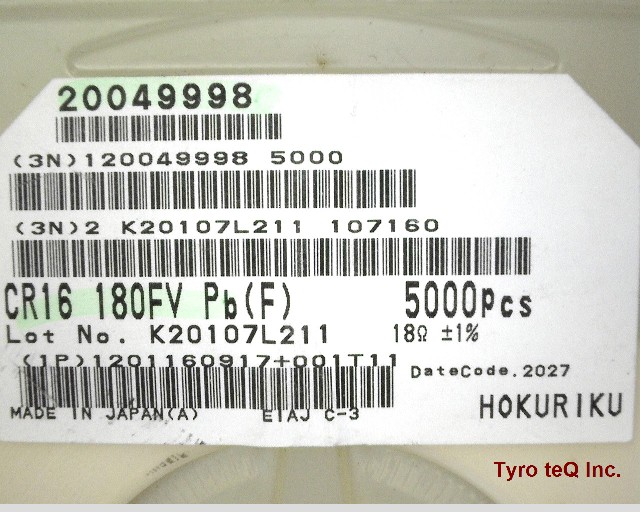 20049998
(3N)120049998 5000
(3N)2 K20107L211 107160
CR16 180FV Pb(F) 5000pcs
Lot No. K20107L211 18Ω ±1%
(1P)1201160917+001T11
DateCode.2027
MADE IN JAPAN(A) EIAJ C-3
HOKURIKU
Tyro teQ Inc.